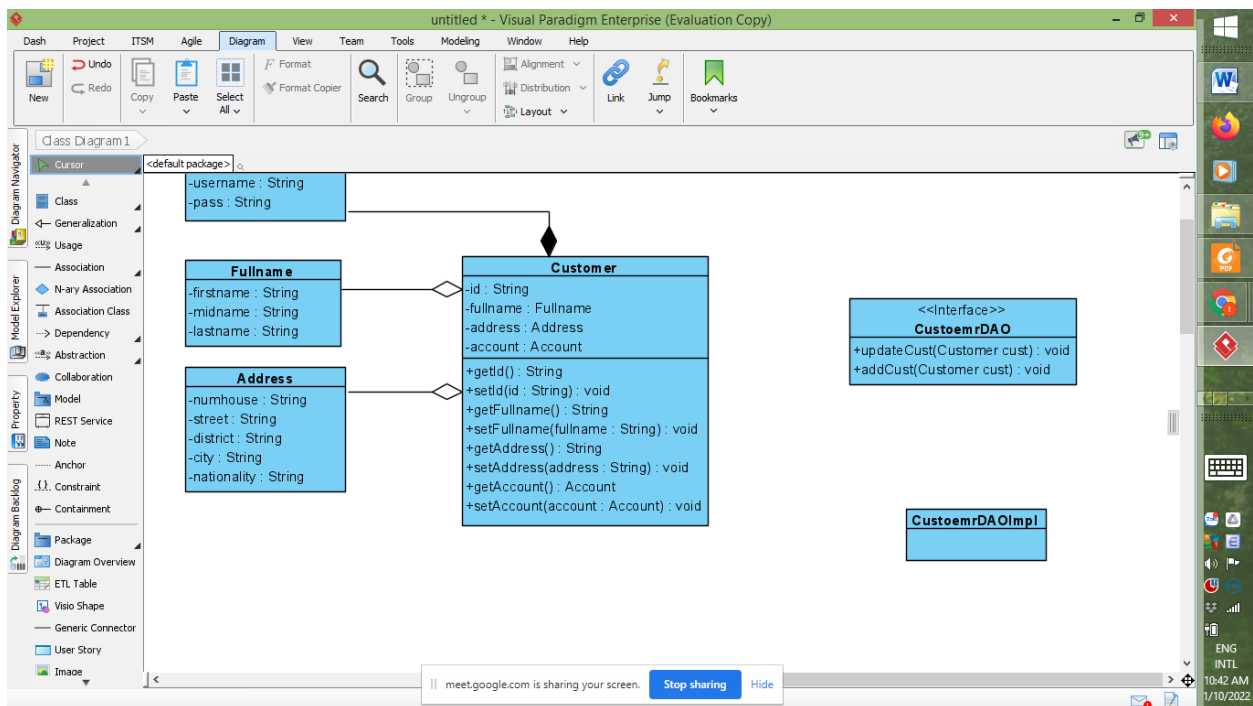 untitled * - Visual Paradigm Enterprise (Evaluation Copy)
Dash Project ITSM Agile Diagram View Team Tools Modeling Window Help
New
Undo
Redo
Copy
Paste
Select All
Format
Format Copier
Search
Group
Ungroup
Alignment
Distribution
Layout
Link
Jump
Bookmarks
Class Diagram1
Diagram Navigator
Model Explorer
Property
Diagram Backlog
Cursor
Class
Generalization
Usage
Association
N-ary Association
Association Class
Dependency
Abstraction
Collaboration
Model
REST Service
Note
Anchor
Constraint
Containment
Package
Diagram Overview
ETL Table
Visio Shape
Generic Connector
User Story
Image
<default package>
-username : String
-pass : String
Fullname
-firstname : String
-midname : String
-lastname : String
Address
-numhouse : String
-street : String
-district : String
-city : String
-nationality : String
Customer
-id : String
-fullname : Fullname
-address : Address
-account : Account
+getId() : String
+setId(id : String) : void
+getFullname() : String
+setFullname(fullname : String) : void
+getAddress() : String
+setAddress(address : String) : void
+getAccount() : Account
+setAccount(account : Account) : void
<<Interface>>
CustoemrDAO
+updateCust(Customer cust) : void
+addCust(Customer cust) : void
CustoemrDAOImpl
meet.google.com is sharing your screen. Stop sharing Hide
PDF
ENG
INTL
10:42 AM
1/10/2022